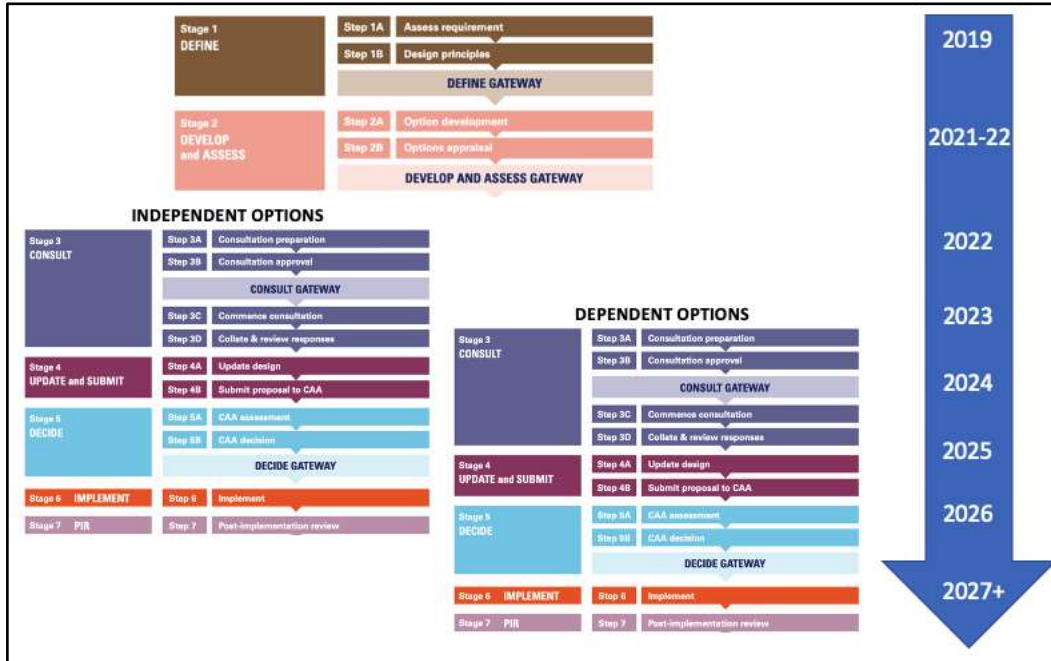 Stage 1
DEFINE
Step 1A Assess requirement
Step 1B Design principles
DEFINE GATEWAY
Stage 2
DEVELOP
and ASSESS
Step 2A Option development
Step 2B Options appraisal
DEVELOP AND ASSESS GATEWAY
INDEPENDENT OPTIONS
Stage 3
CONSULT
Step 3A Consultation preparation
Step 3B Consultation approval
CONSULT GATEWAY
Step 3C Commence consultation
Step 3D Collate & review responses
Stage 4
UPDATE and SUBMIT
Step 4A Update design
Step 4B Submit proposal to CAA
Stage 5
DECIDE
Step 5A CAA assessment
Step 5B CAA decision
DECIDE GATEWAY
Stage 6 IMPLEMENT Step 6 Implement
Stage 7 PIR Step 7 Post-implementation review
DEPENDENT OPTIONS
Stage 3
CONSULT
Step 3A Consultation preparation
Step 3B Consultation approval
CONSULT GATEWAY
Step 3C Commence consultation
Step 3D Collate & review responses
Stage 4
UPDATE and SUBMIT
Step 4A Update design
Step 4B Submit proposal to CAA
Stage 5
DECIDE
Step 5A CAA assessment
Step 5B CAA decision
DECIDE GATEWAY
Stage 6 IMPLEMENT Step 6 Implement
Stage 7 PIR Step 7 Post-implementation review
2019
2021-22
2022
2023
2024
2025
2026
2027+